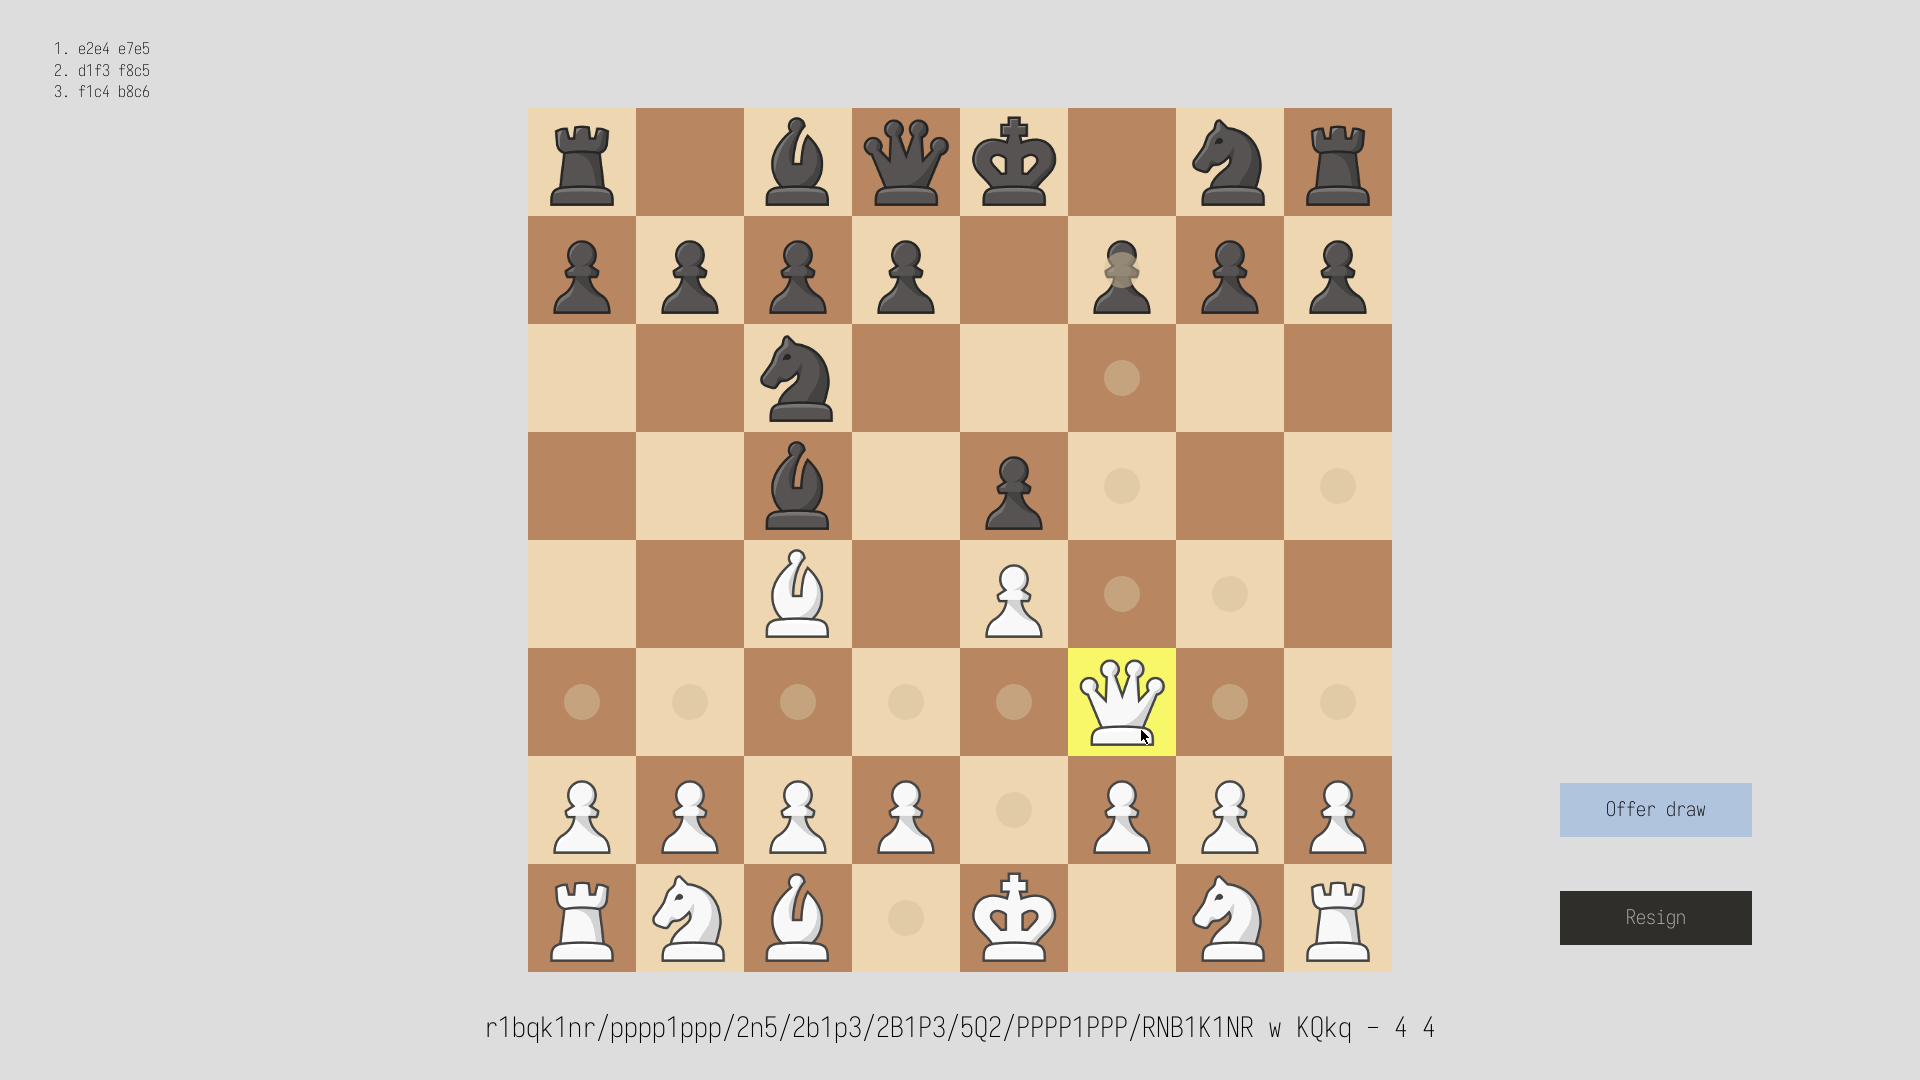 1. e2e4 e7e5
2. d1f3 f8c5
3. f1c4 b8c6
Offer draw
Resign
r1bqk1nr/pppp1ppp/2n5/2b1p3/2B1P3/5Q2/PPPP1PPP/RNB1K1NR w KQkq - 4 4